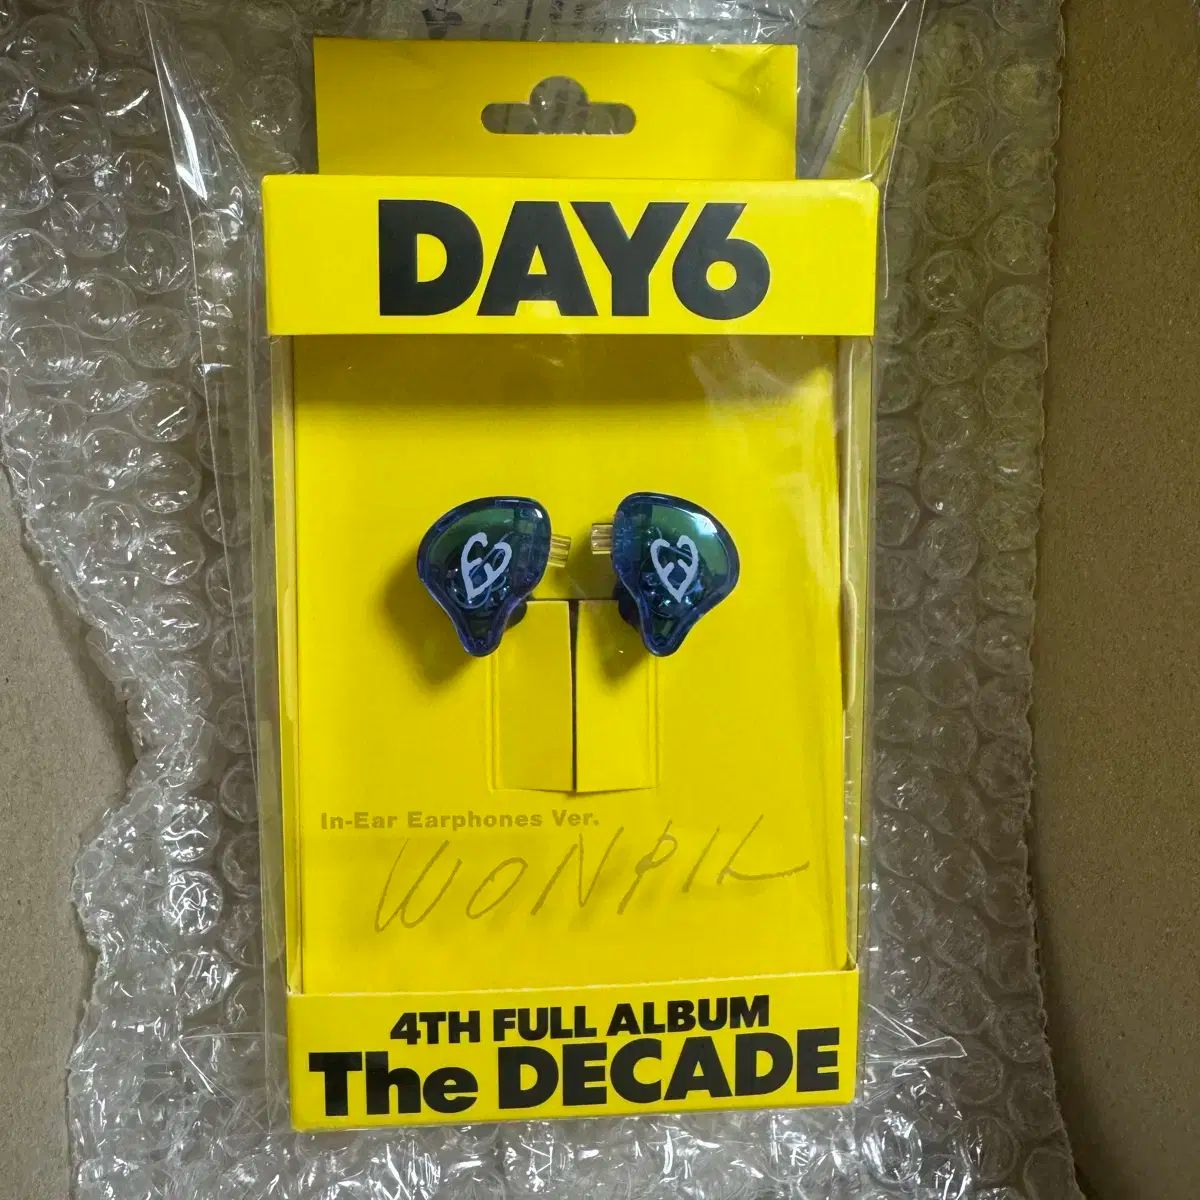 DAY6
In-Ear Earphones Ver.
WONPIL
4TH FULL ALBUM
The DECADE